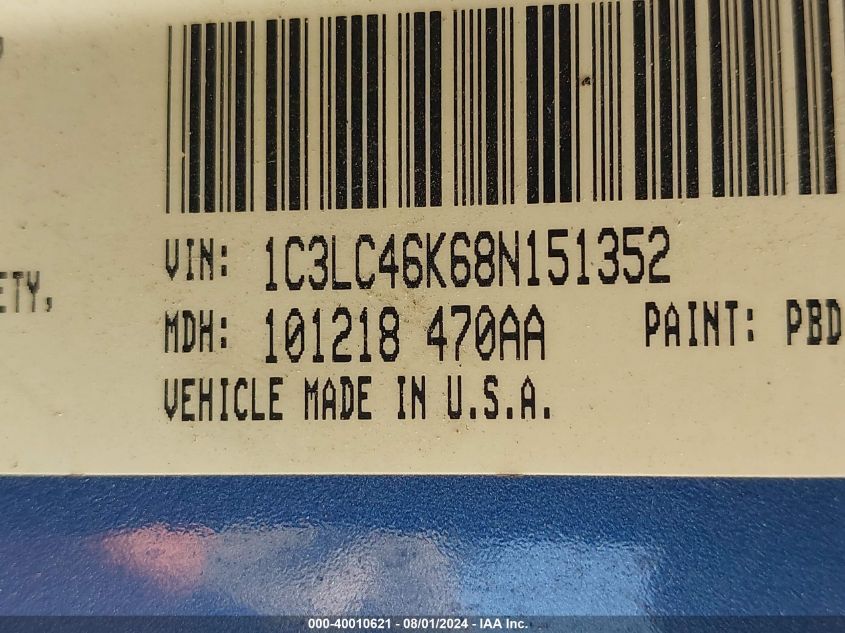 VIN: 1C3LC46K68N151352
ETY,
MDH: 101218 470AA PAINT: PBD
VEHICLE MADE IN U.S.A.
000-40010621 - 08/01/2024 - IAA Inc.